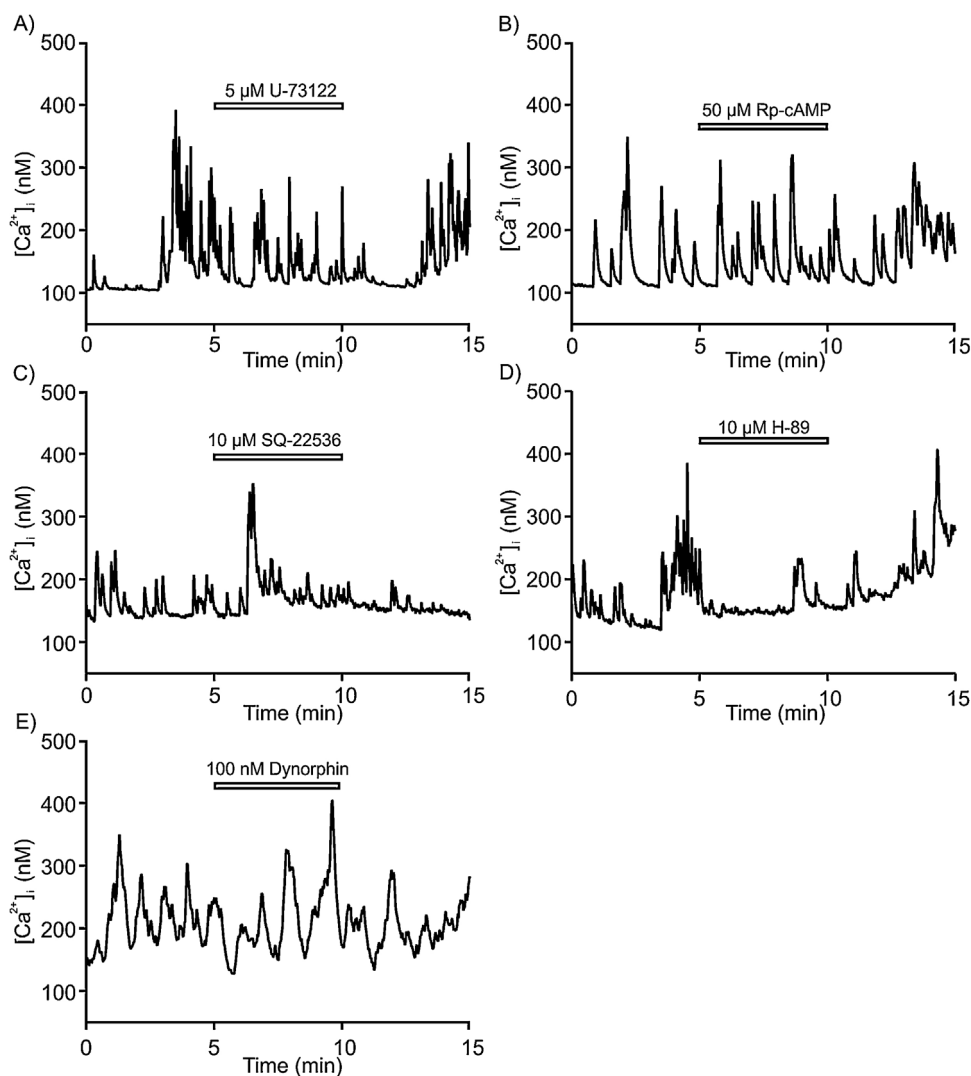 A)
500
400
300
200
100
[Ca²⁺]ᵢ (nM)
5 µM U-73122
0 5 10 15
Time (min)
B)
500
400
300
200
100
[Ca²⁺]ᵢ (nM)
50 µM Rp-cAMP
0 5 10 15
Time (min)
C)
500
400
300
200
100
[Ca²⁺]ᵢ (nM)
10 µM SQ-22536
0 5 10 15
Time (min)
D)
500
400
300
200
100
[Ca²⁺]ᵢ (nM)
10 µM H-89
0 5 10 15
Time (min)
E)
500
400
300
200
100
[Ca²⁺]ᵢ (nM)
100 nM Dynorphin
0 5 10 15
Time (min)